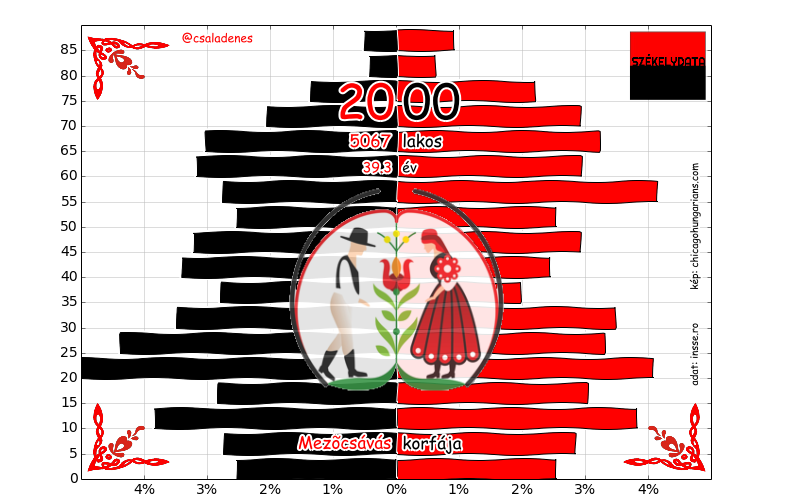 @csaladenes
SZÉKELYDATA
2000
5067 lakos
39.3 év
kép: chicagohungarians.com
adat: insse.ro
Mezőcsávás korfája
85
80
75
70
65
60
55
50
45
40
35
30
25
20
15
10
5
0
4% 3% 2% 1% 0% 1% 2% 3% 4%